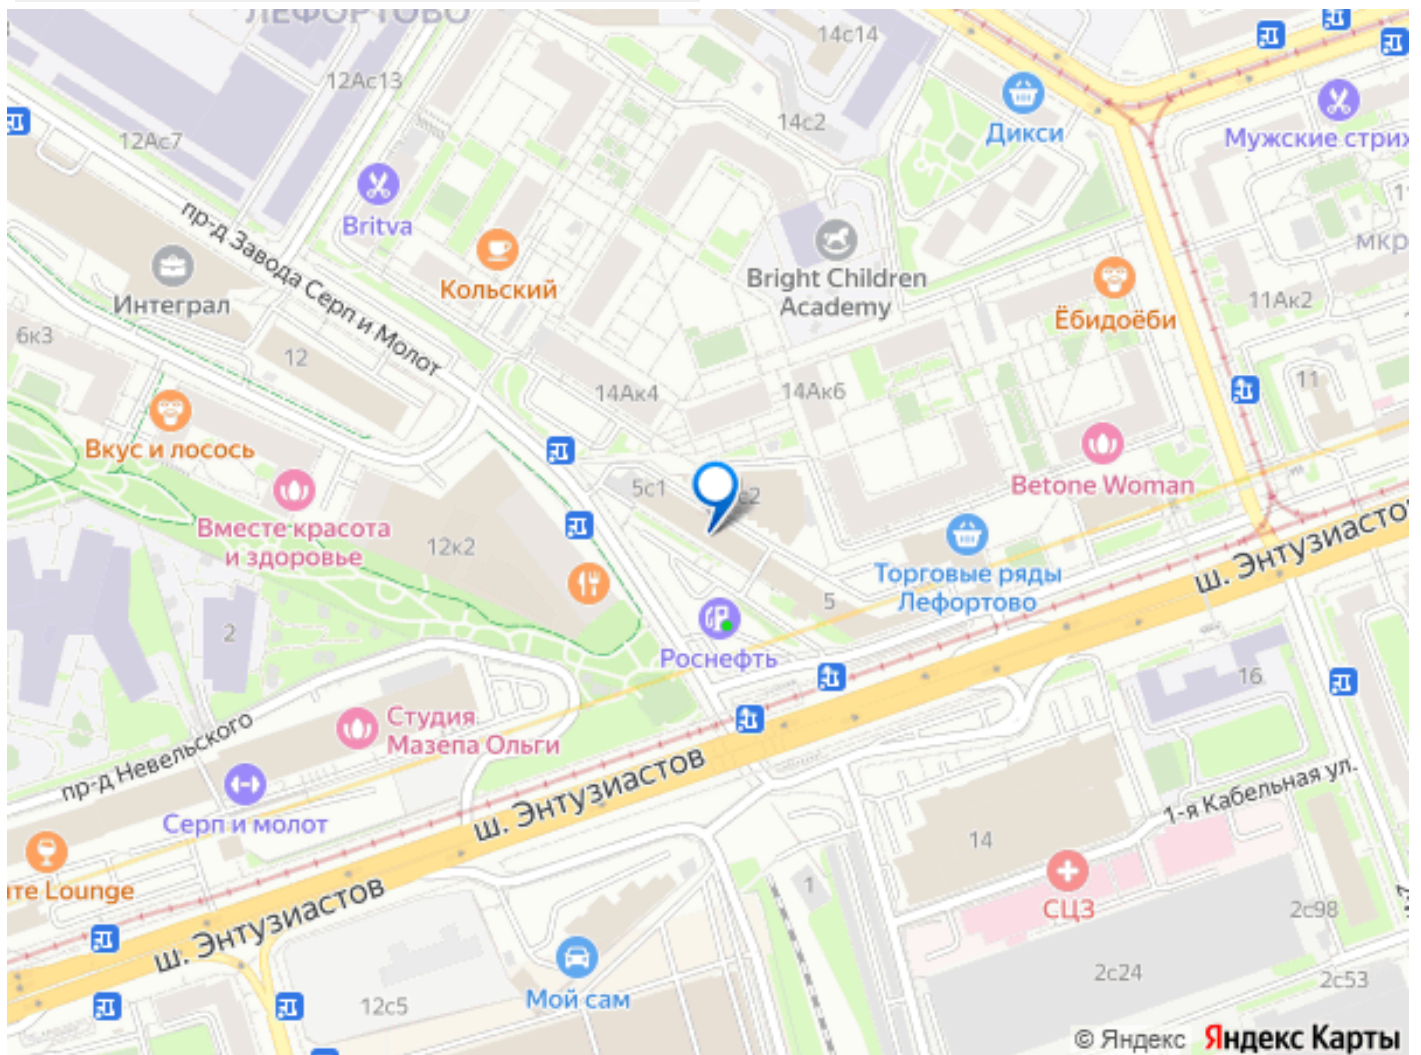 ЛЕФОРТОВО
14с14
12Ас13
Дикси
14с2
Мужские стриж
12Ас7
Britva
пр-д Завода Серп и Молот
Bright Children
Academy
Кольский
Интеграл
мкр
Ёбидоёби
11Ак2
6к3
12
14Ак4
14Ак6
11
Вкус и лосось
Betone Woman
5с1
с2
Вместе красота
и здоровье
12к2
ш. Энтузиастов
Торговые ряды
Лефортово
5
2
Роснефть
16
пр-д Невельского
Студия
Мазепа Ольги
ш. Энтузиастов
1-я Кабельная ул.
Серп и молот
14
те Lounge
1
СЦЗ
ш. Энтузиастов
2с98
2с24
2с53
Мой сам
12с5
© Яндекс Яндекс Карты